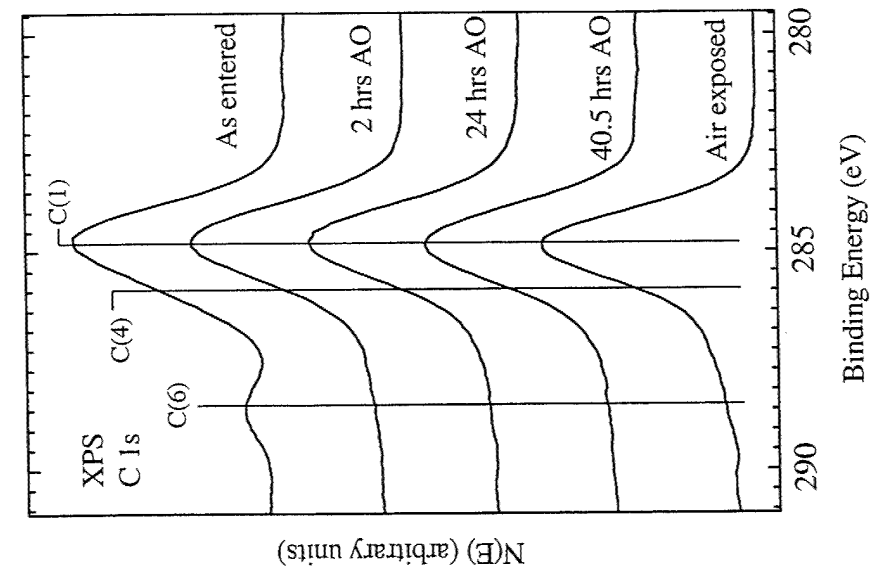 XPS
C 1s
C(6)
C(4)
C(1)
As entered
2 hrs AO
24 hrs AO
40.5 hrs AO
Air exposed
290
285
280
Binding Energy (eV)
N(E) (arbitrary units)